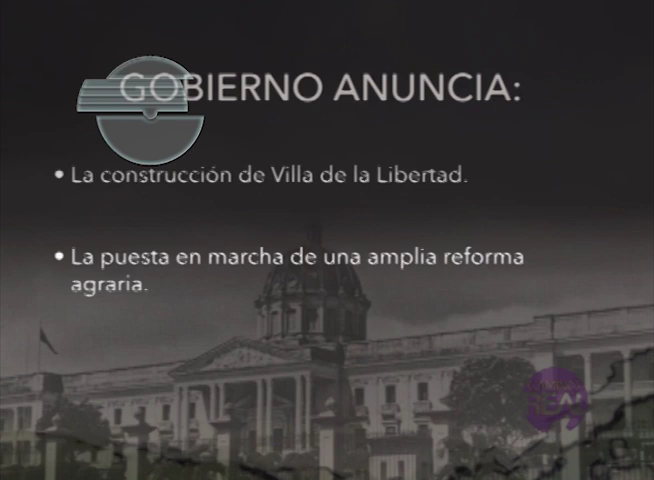 GOBIERNO ANUNCIA:
• La construcción de Villa de la Libertad.
• La puesta en marcha de una amplia reforma
agraria.